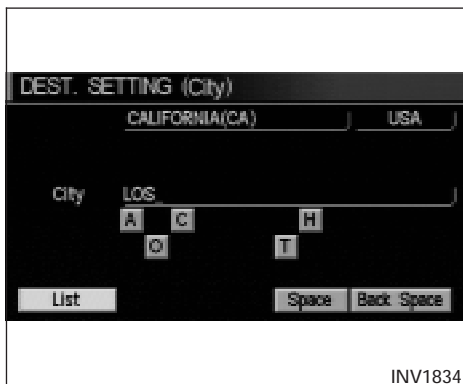 DEST. SETTING (City)
CALIFORNIA(CA) USA
City LOS_
A C H
O T
List Space Back Space
INV1834